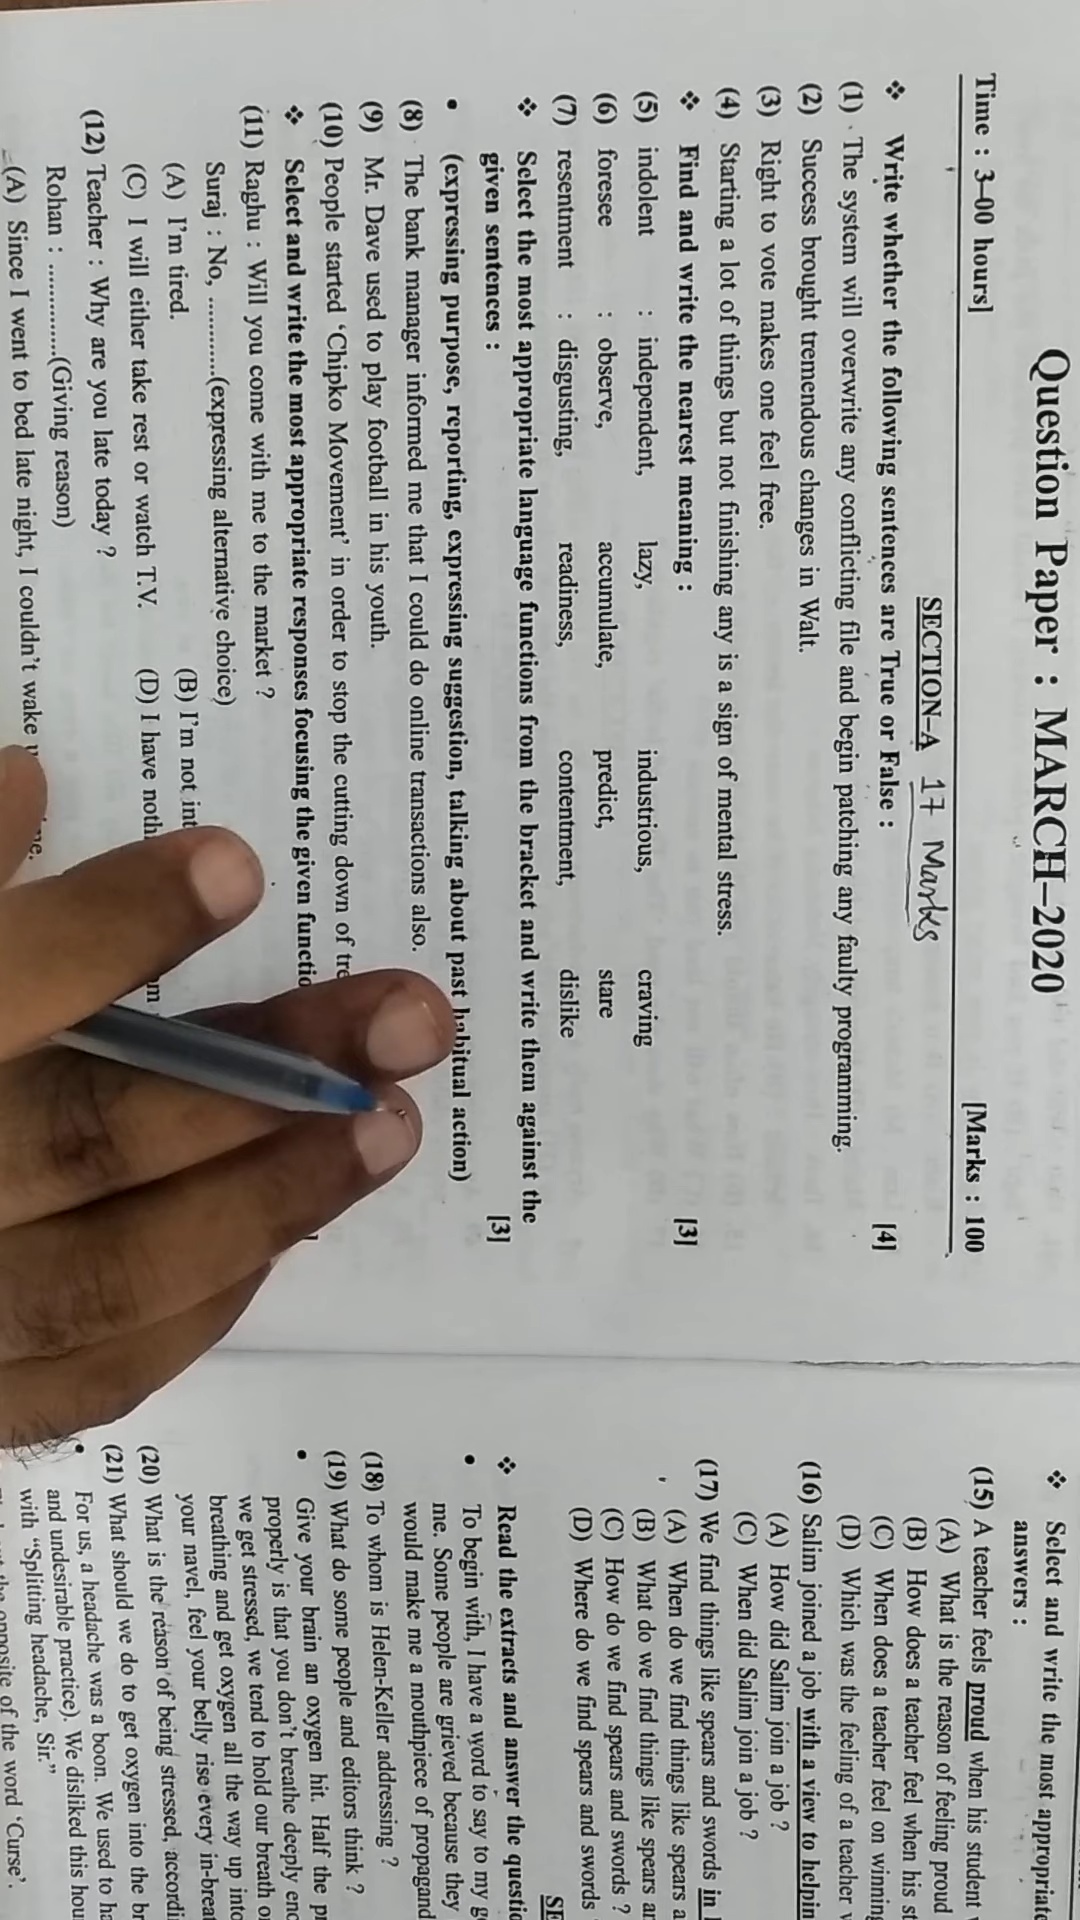 Question Paper : MARCH–2020
Time : 3–00 hours] [Marks : 100
SECTION–A 17 Marks
❖ Write whether the following sentences are True or False : [4]
(1) The system will overwrite any conflicting file and begin patching any faulty programming.
(2) Success brought tremendous changes in Walt.
(3) Right to vote makes one feel free.
(4) Starting a lot of things but not finishing any is a sign of mental stress.
❖ Find and write the nearest meaning : [3]
(5) indolent : independent, lazy, industrious, craving
(6) foresee : observe, accumulate, predict, stare
(7) resentment : disgusting, readiness, contentment, dislike
❖ Select the most appropriate language functions from the bracket and write them against the
given sentences : [3]
• (expressing purpose, reporting, expressing suggestion, talking about past habitual action)
(8) The bank manager informed me that I could do online transactions also.
(9) Mr. Dave used to play football in his youth.
(10) People started ‘Chipko Movement’ in order to stop the cutting down of
❖ Select and write the most appropriate responses focusing the given
(11) Raghu : Will you come with me to the market ?
Suraj : No, ............(expressing alternative choice)
(A) I’m tired. (B) I’m not
(C) I will either take rest or watch T.V. (D) I have
(12) Teacher : Why are you late today ?
Rohan : .............(Giving reason)
(A) Since I went to bed late night, I couldn’t wake
❖ Select and write the most
answers :
(15) A teacher feels proud when his student
(A) What is the reason of feeling proud
(B) How does a teacher feel when his
(C) When does a teacher feel on winning
(D) Which was the feeling of a teacher
(16) Salim joined a job with a view to
(A) How did Salim join a job ?
(C) When did Salim join a job ?
(17) We find things like spears and swords in
(A) When do we find things like spears
(B) What do we find things like spears
(C) How do we find spears and swords ?
(D) Where do we find spears and swords
❖ Read the extracts and answer the
• To begin with, I have a word to say to my
me. Some people are grieved because they
would make me a mouthpiece of
(18) To whom is Helen-Keller addressing ?
(19) What do some people and editors think ?
• Give your brain an oxygen hit. Half the
properly is that you don’t breathe deeply
we get stressed, we tend to hold our breath
breathing and get oxygen all the way up
your navel, feel your belly rise every
(20) What is the reason of being stressed,
(21) What should we do to get oxygen into the
• For us, a headache was a boon. We used to
and undesirable practice). We disliked this
with “Splitting headache, Sir.”
opposite of the word ‘Curse’.